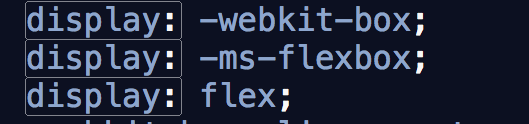 display: -webkit-box;
display: -ms-flexbox;
display: flex;